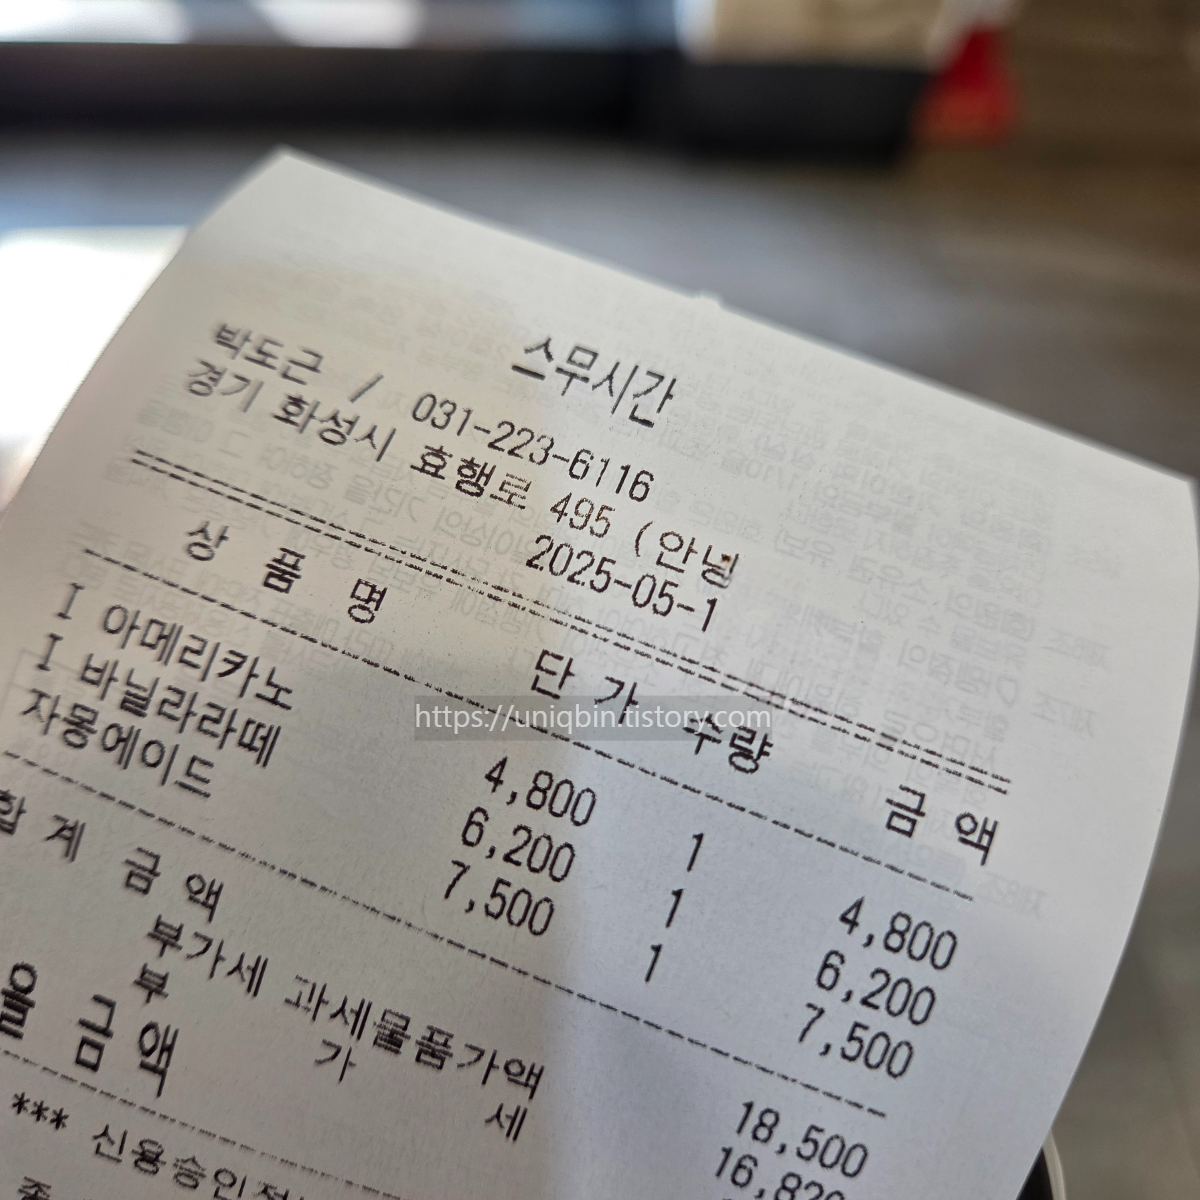 스무시간
박도근 / 031-223-6116
경기 화성시 효행로 495 (안녕
2025-05-1
상 품 명 단 가 수량 금 액
I 아메리카노 4,800 1 4,800
I 바닐라라떼 6,200 1 6,200
자몽에이드 7,500 1 7,500
합 계 금 액 18,500
부가세 과세물품가액
부 가 세
금 액
*** 신용승인
https://uniqbin.tistory.com